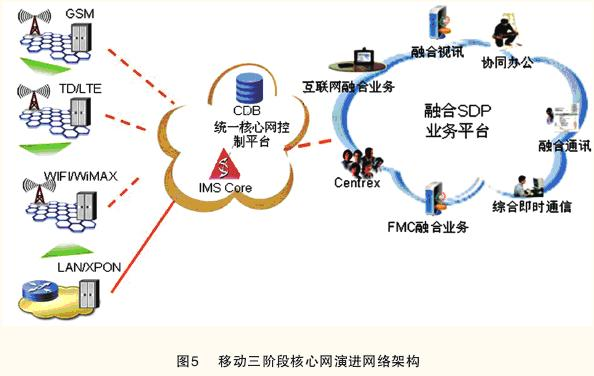 GSM
TD/LTE
WIFI/WiMAX
LAN/XPON
CDB
统一核心网控
制平台
IMS Core
融合视讯
协同办公
互联网融合业务
融合SDP
业务平台
融合通讯
Centrex
综合即时通信
FMC融合业务
图5 移动三阶段核心网演进网络架构